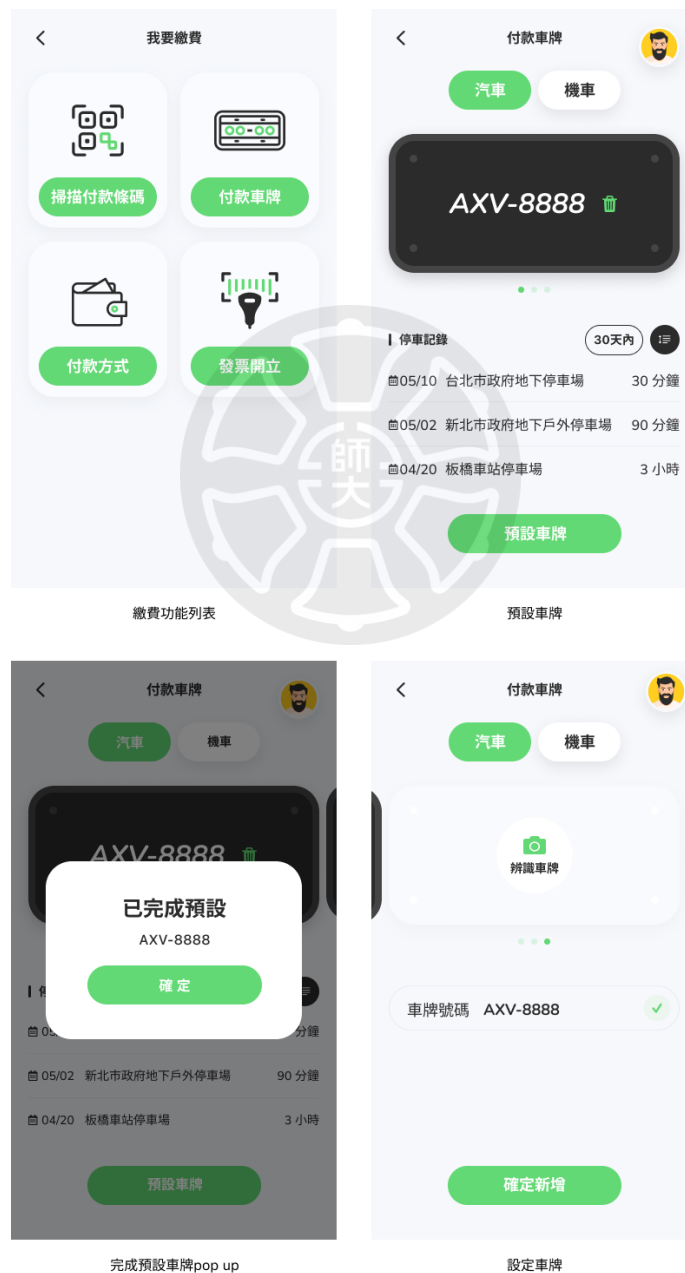 我要繳費
掃描付款條碼
付款車牌
付款方式
發票開立
繳費功能列表
付款車牌
汽車
機車
AXV-8888
停車記錄
30天內
05/10 台北市政府地下停車場 30 分鐘
05/02 新北市政府地下戶外停車場 90 分鐘
04/20 板橋車站停車場 3 小時
預設車牌
預設車牌
師大
付款車牌
汽車
機車
AXV-8888
已完成預設
AXV-8888
確定
分鐘
05/02 新北市政府地下戶外停車場 90 分鐘
04/20 板橋車站停車場 3 小時
預設車牌
完成預設車牌pop up
付款車牌
汽車
機車
辨識車牌
車牌號碼 AXV-8888
確定新增
設定車牌